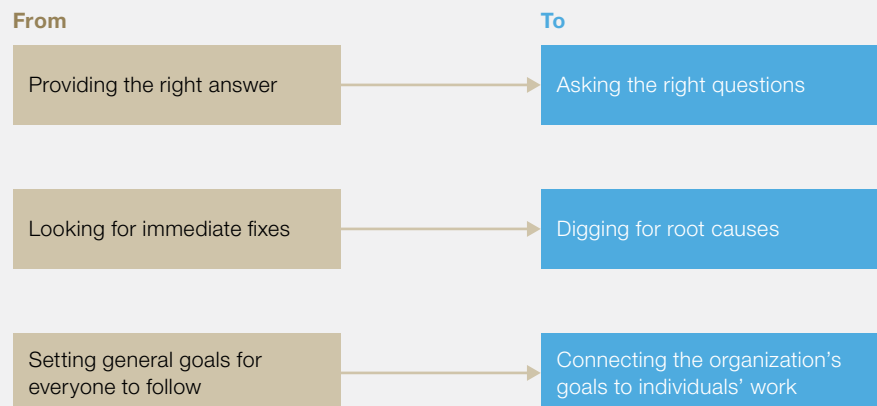 From
To
Providing the right answer
Asking the right questions
Looking for immediate fixes
Digging for root causes
Setting general goals for
everyone to follow
Connecting the organization’s
goals to individuals’ work